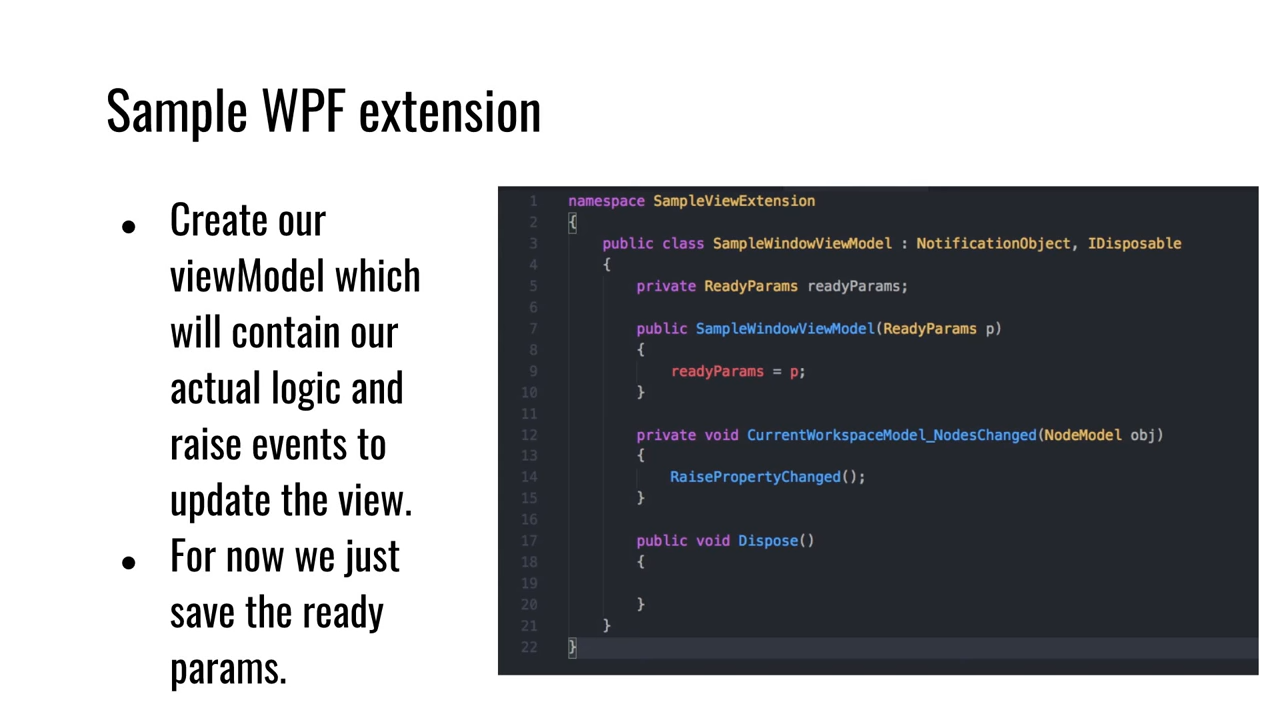 Sample WPF extension
● Create our
viewModel which
will contain our
actual logic and
raise events to
update the view.
● For now we just
save the ready
params.
1 namespace SampleViewExtension
2 {
3     public class SampleWindowViewModel : NotificationObject, IDisposable
4     {
5         private ReadyParams readyParams;
6
7         public SampleWindowViewModel(ReadyParams p)
8         {
9             readyParams = p;
10         }
11
12         private void CurrentWorkspaceModel_NodesChanged(NodeModel obj)
13         {
14             RaisePropertyChanged();
15         }
16
17         public void Dispose()
18         {
19
20         }
21     }
22 }